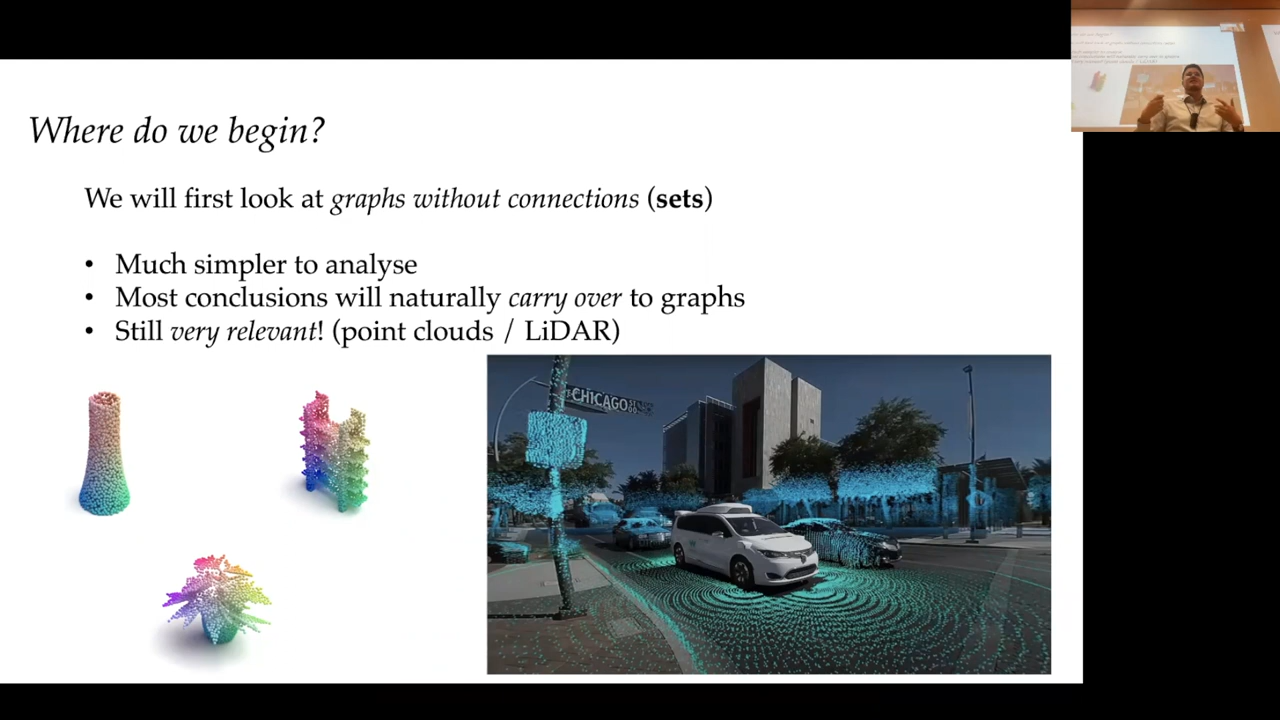 Where do we begin?
We will first look at graphs without connections (sets)
• Much simpler to analyse
• Most conclusions will naturally carry over to graphs
• Still very relevant! (point clouds / LiDAR)
CHICAGO